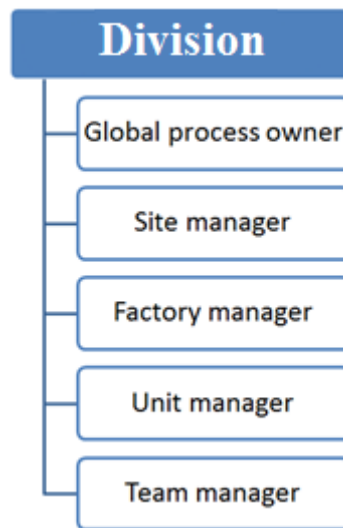 Division
Global process owner
Site manager
Factory manager
Unit manager
Team manager